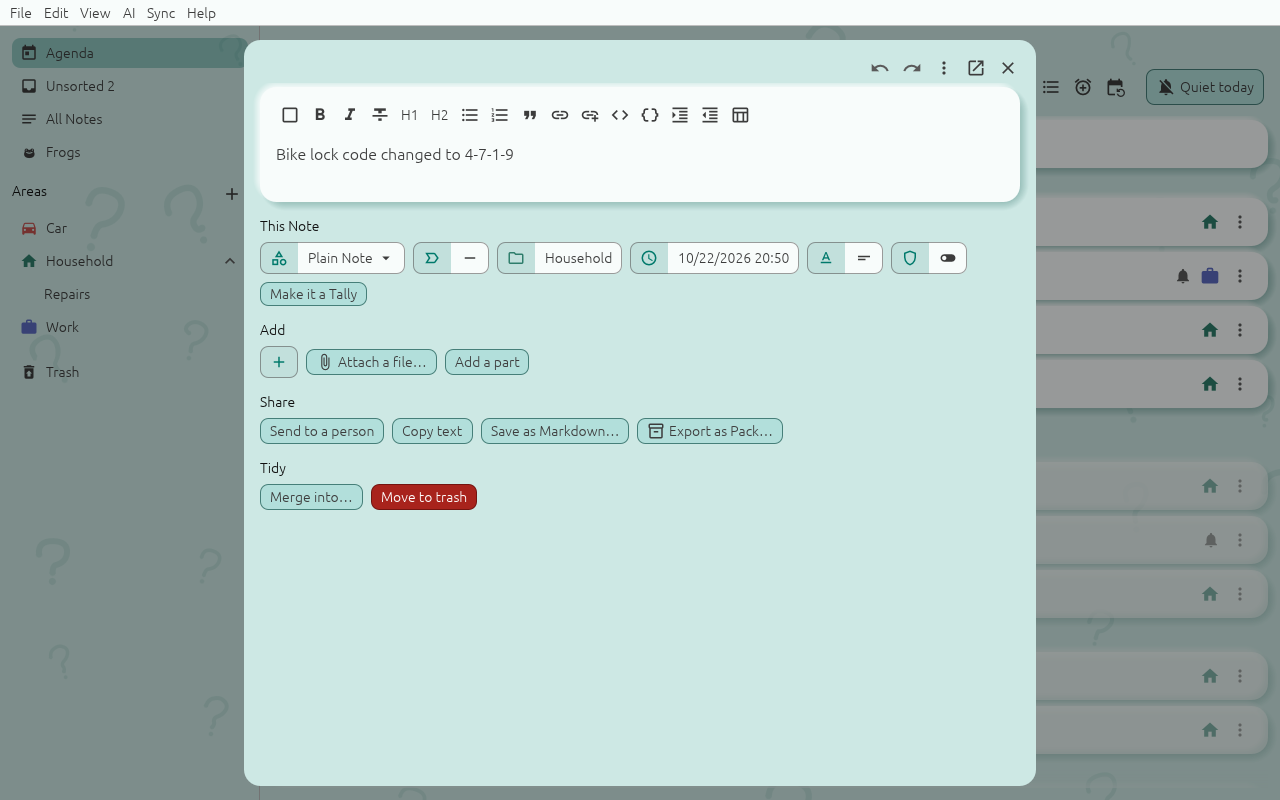 File Edit View AI Sync Help
Agenda
Unsorted 2
All Notes
Frogs
Areas
Car
Household
Repairs
Work
Trash
Quiet today
H1 H2
Bike lock code changed to 4-7-1-9
This Note
Plain Note
Household
10/22/2026 20:50
Make it a Tally
Add
Attach a file…
Add a part
Share
Send to a person
Copy text
Save as Markdown…
Export as Pack…
Tidy
Merge into…
Move to trash